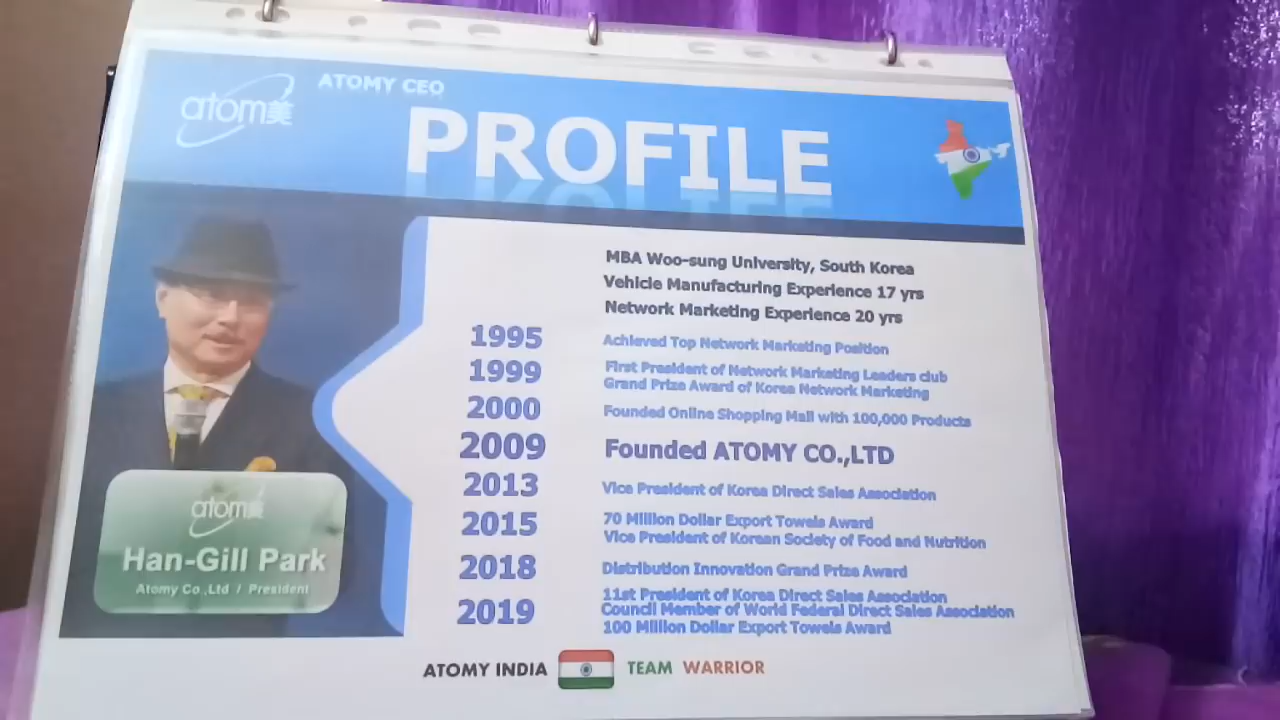 atom美
ATOMY CEO
PROFILE
MBA Woo-sung University, South Korea
Vehicle Manufacturing Experience 17 yrs
Network Marketing Experience 20 yrs
1995 Achieved Top Network Marketing Position
1999 First President of Network Marketing Leaders club
Grand Prize Award of Korea Network Marketing
2000 Founded Online Shopping Mall with 100,000 Products
2009 Founded ATOMY CO.,LTD
2013 Vice President of Korea Direct Sales Association
2015 70 Million Dollar Export Towels Award
Vice President of Korean Society of Food and Nutrition
2018 Distribution Innovation Grand Prize Award
2019 11st President of Korea Direct Sales Association
Council Member of World Federal Direct Sales Association
100 Million Dollar Export Towels Award
atom美
Han-Gill Park
Atomy Co.,Ltd / President
ATOMY INDIA TEAM WARRIOR